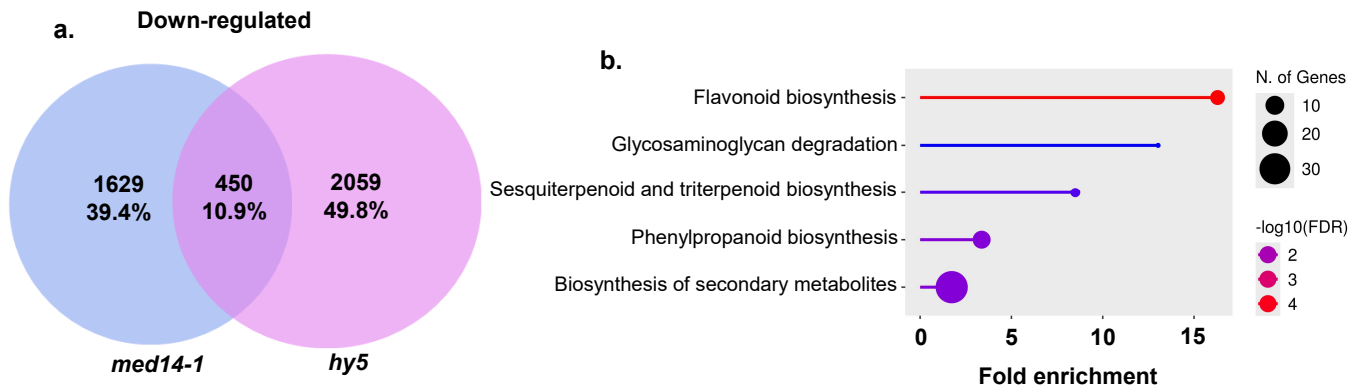 a.
Down-regulated
1629
39.4%
450
10.9%
2059
49.8%
med14-1
hy5
b.
Flavonoid biosynthesis
Glycosaminoglycan degradation
Sesquiterpenoid and triterpenoid biosynthesis
Phenylpropanoid biosynthesis
Biosynthesis of secondary metabolites
0 5 10 15
Fold enrichment
N. of Genes
10
20
30
-log10(FDR)
2
3
4